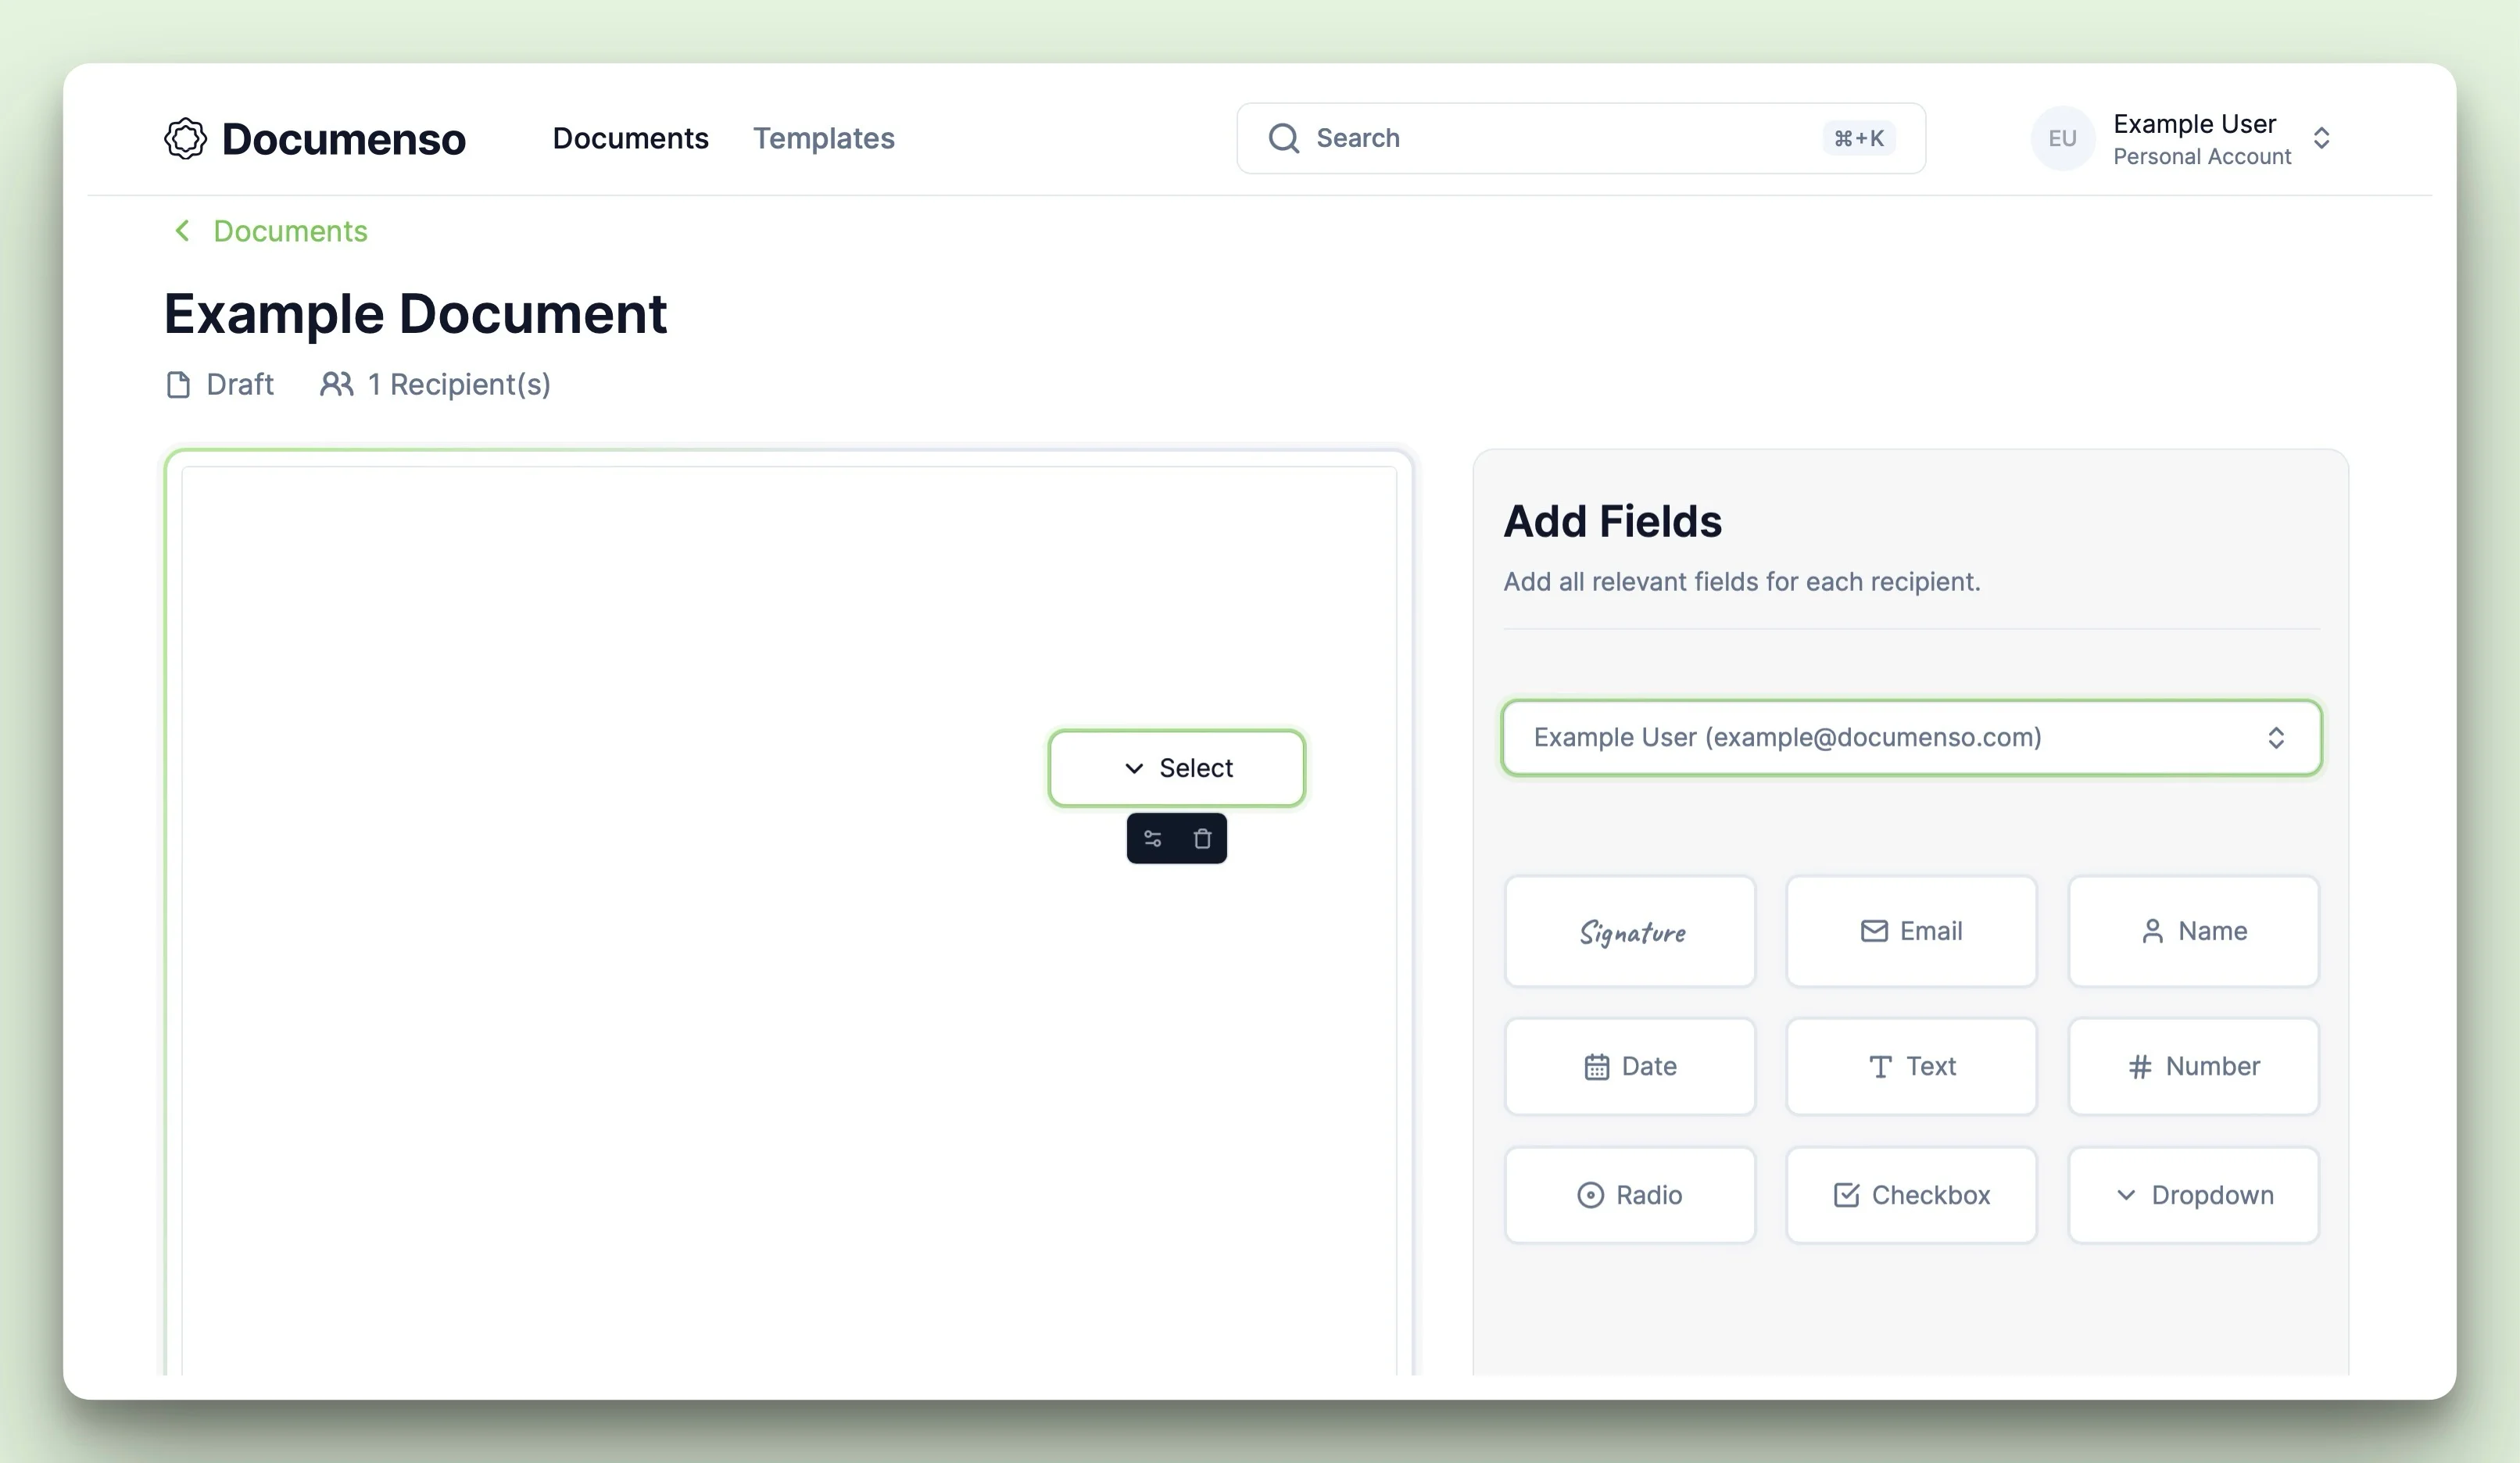 Documenso
Documents
Templates
Search
⌘+K
EU
Example User
Personal Account
Documents
Example Document
Draft
1 Recipient(s)
Select
Add Fields
Add all relevant fields for each recipient.
Example User (example@documenso.com)
Signature
Email
Name
Date
Text
Number
Radio
Checkbox
Dropdown